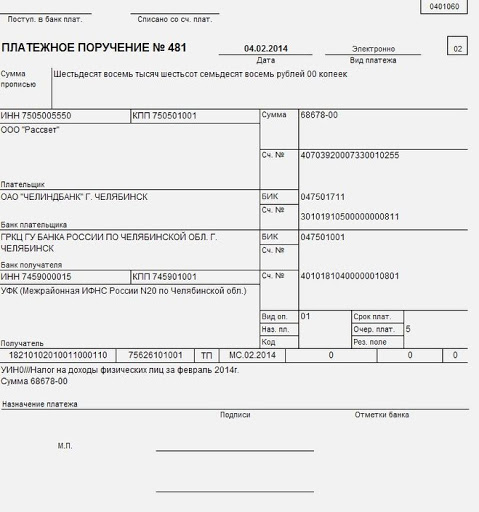 0401060
Поступ. в банк плат. Списано со сч. плат.
ПЛАТЕЖНОЕ ПОРУЧЕНИЕ № 481 04.02.2014 Электронно 02
Дата Вид платежа
Сумма прописью Шестьдесят восемь тысяч шестьсот семьдесят восемь рублей 00 копеек
ИНН 7505005550 КПП 750501001 Сумма 68678-00
ООО "Рассвет"
Сч. № 40703920007330010255
Плательщик
ОАО "ЧЕЛИНДБАНК" Г. ЧЕЛЯБИНСК БИК 047501711
Сч. № 30101910500000000811
Банк плательщика
ГРКЦ ГУ БАНКА РОССИИ ПО ЧЕЛЯБИНСКОЙ ОБЛ. Г. БИК 047501001
ЧЕЛЯБИНСК Сч. №
Банк получателя
ИНН 7459000015 КПП 745901001 Сч. № 40101810400000010801
УФК (Межрайонная ИФНС России N20 по Челябинской обл.)
Вид оп. 01 Срок плат.
Наз. пл. Очер. плат. 5
Получатель Код Рез. поле
18210102010011000110 75626101001 ТП МС.02.2014 0 0 0
УИН0///Налог на доходы физических лиц за февраль 2014г.
Сумма 68678-00
Назначение платежа
Подписи Отметки банка
М.П.